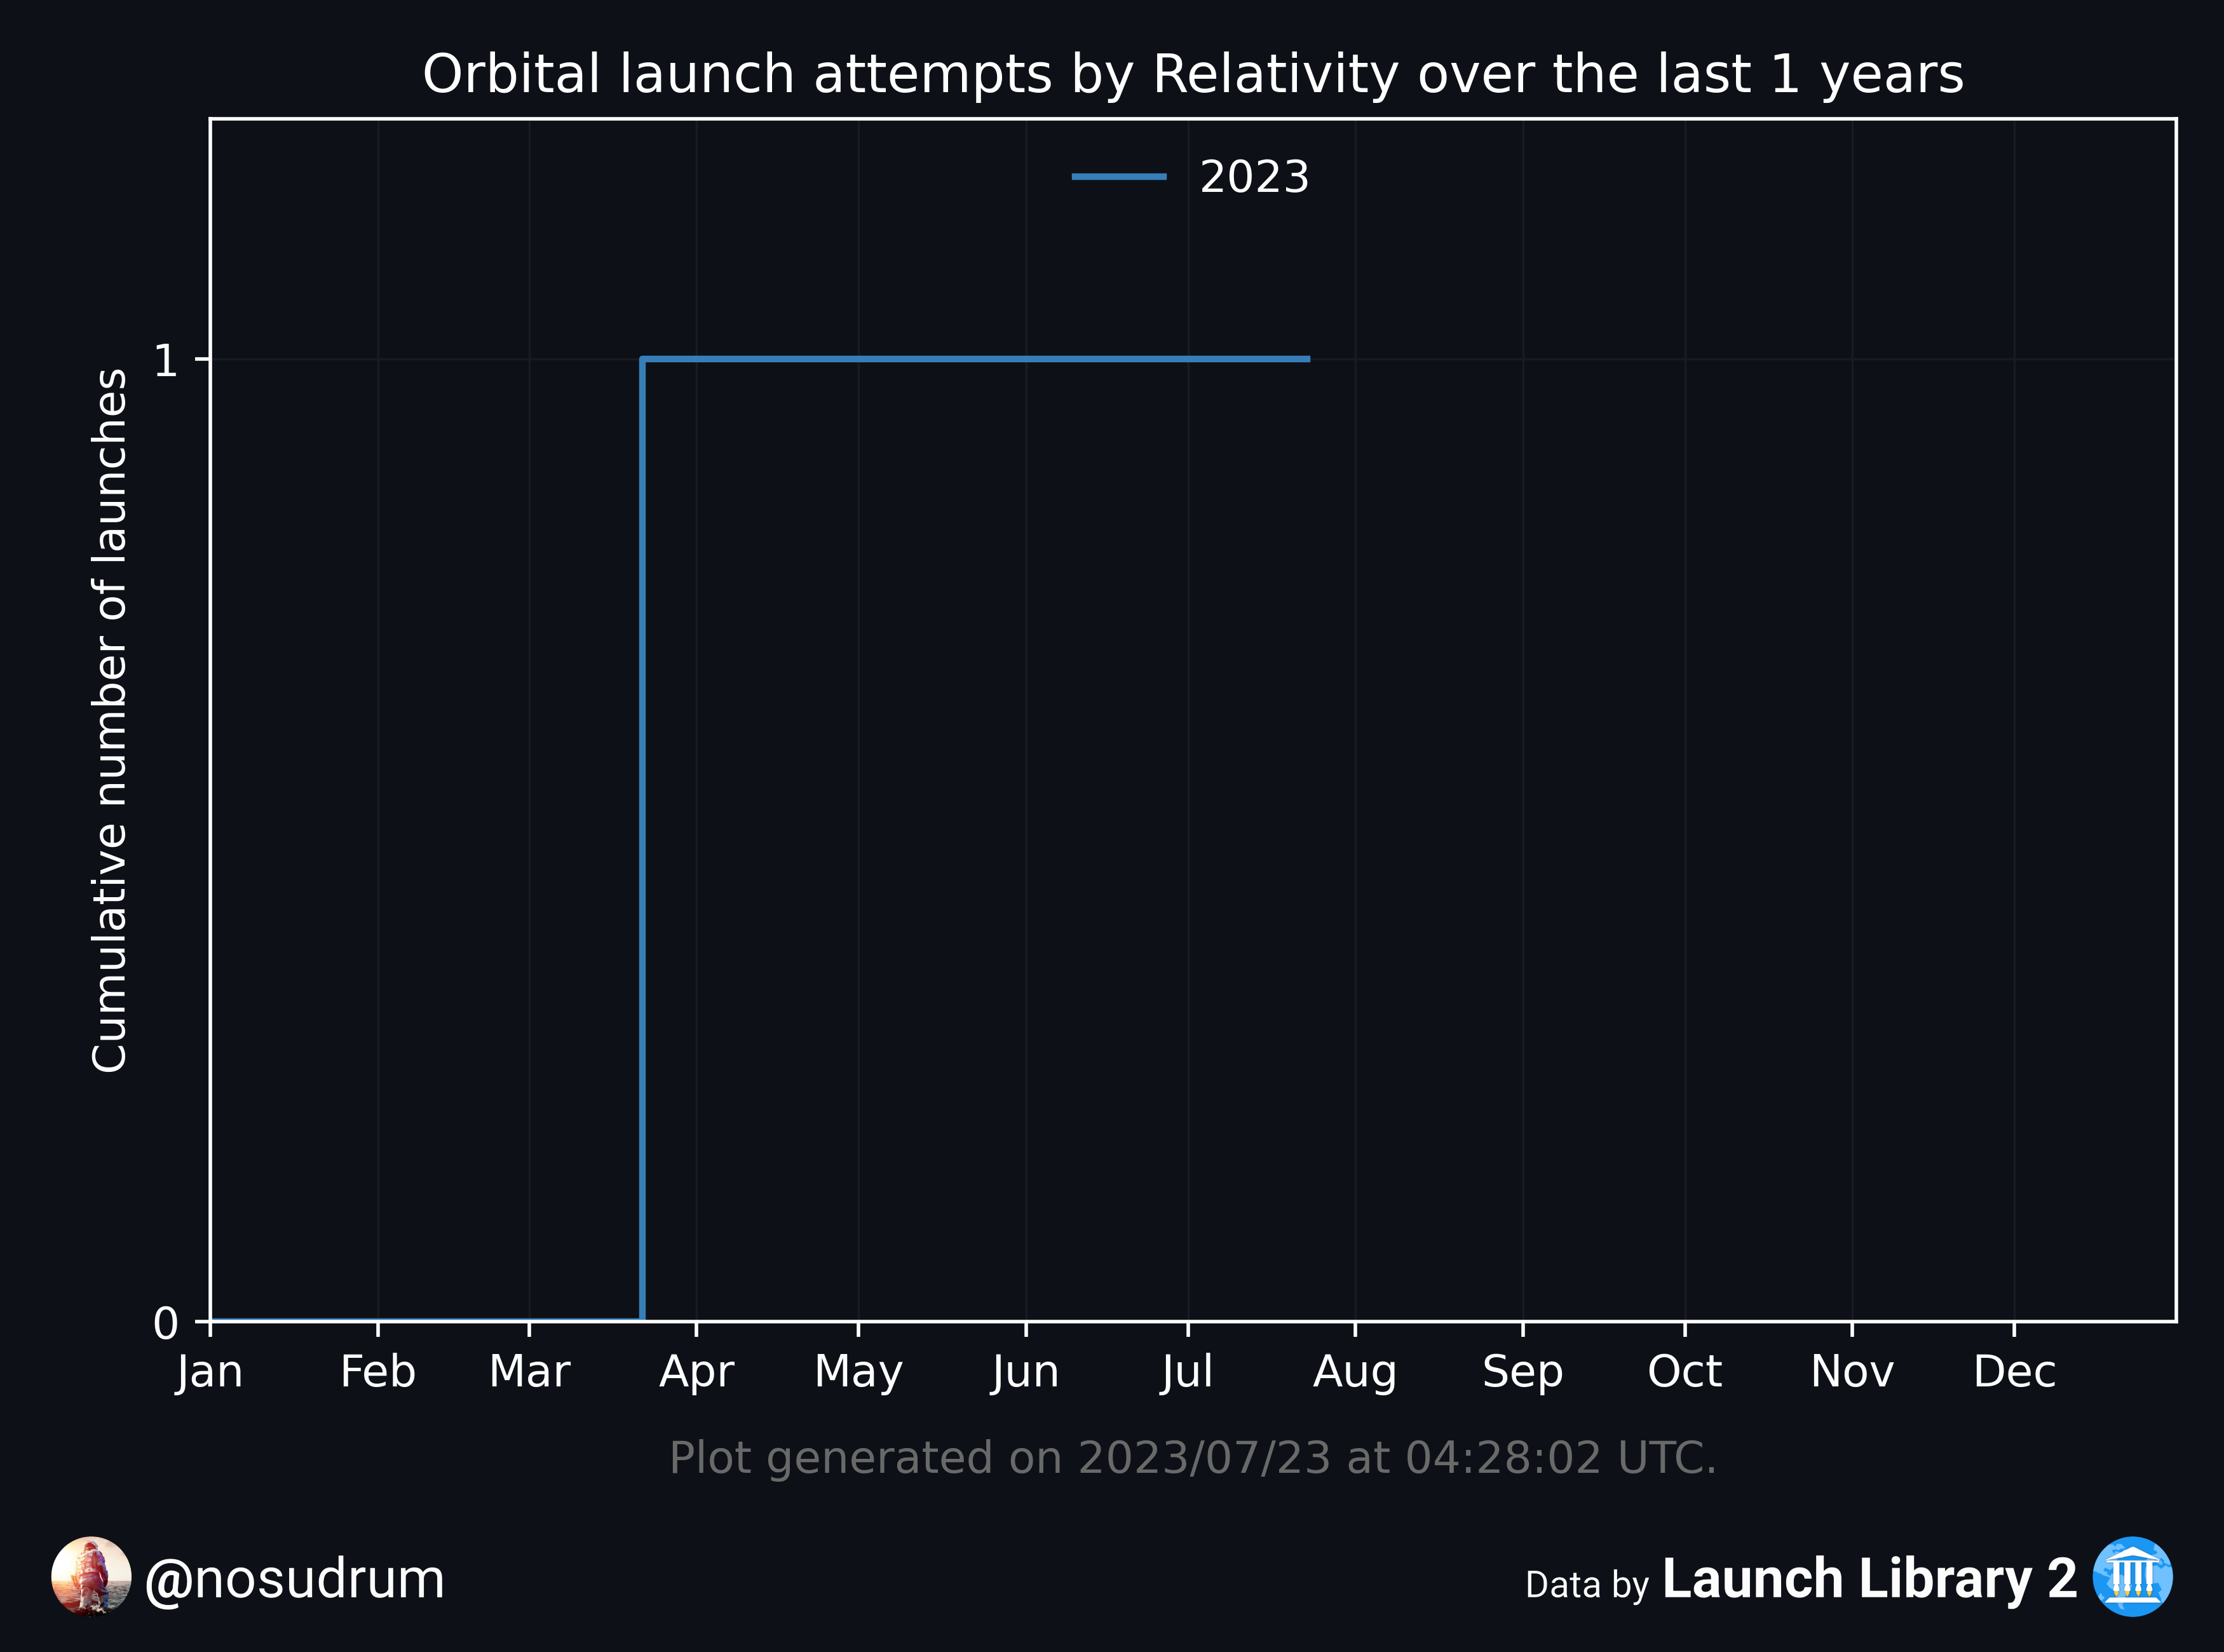 Orbital launch attempts by Relativity over the last 1 years
2023
1
Cumulative number of launches
0
Jan Feb Mar Apr May Jun Jul Aug Sep Oct Nov Dec
Plot generated on 2023/07/23 at 04:28:02 UTC.
@nosudrum
Data by Launch Library 2